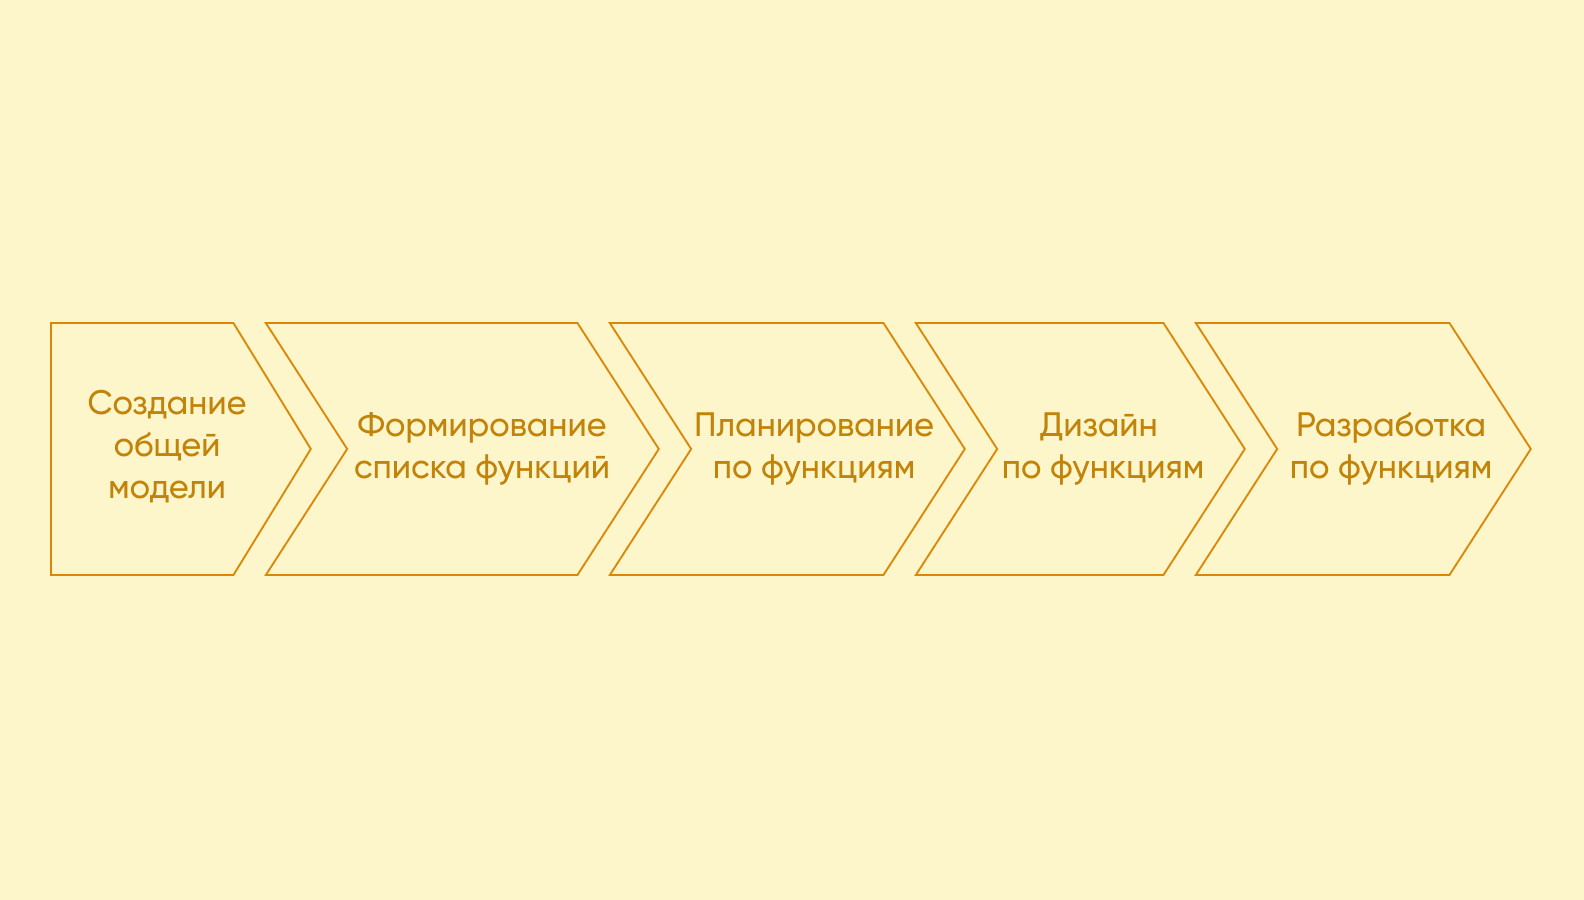 Создание
общей
модели
Формирование
списка функций
Планирование
по функциям
Дизайн
по функциям
Разработка
по функциям